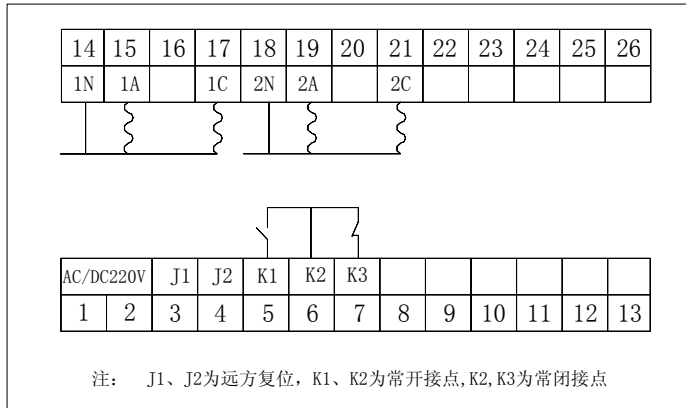 14 15 16 17 18 19 20 21 22 23 24 25 26
1N 1A 1C 2N 2A 2C
AC/DC220V J1 J2 K1 K2 K3
1 2 3 4 5 6 7 8 9 10 11 12 13
注： J1、J2为远方复位，K1、K2为常开接点,K2,K3为常闭接点